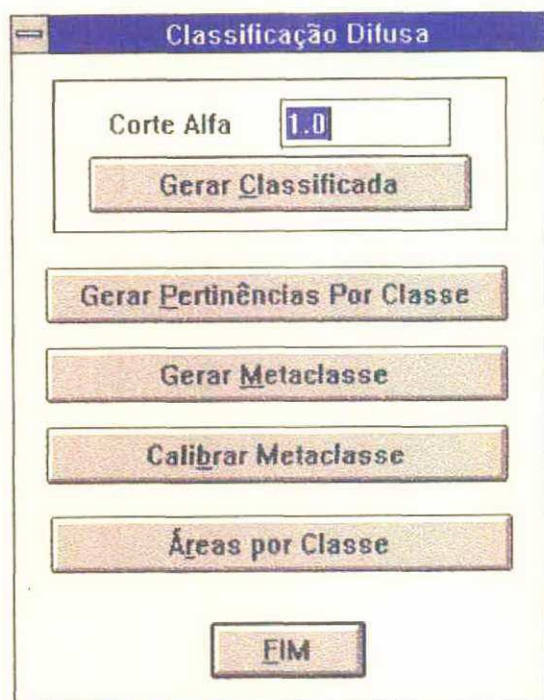 Classificação Difusa
Corte Alfa 1.0
Gerar Classificada
Gerar Pertinências Por Classe
Gerar Metaclasse
Calibrar Metaclasse
Áreas por Classe
FIM